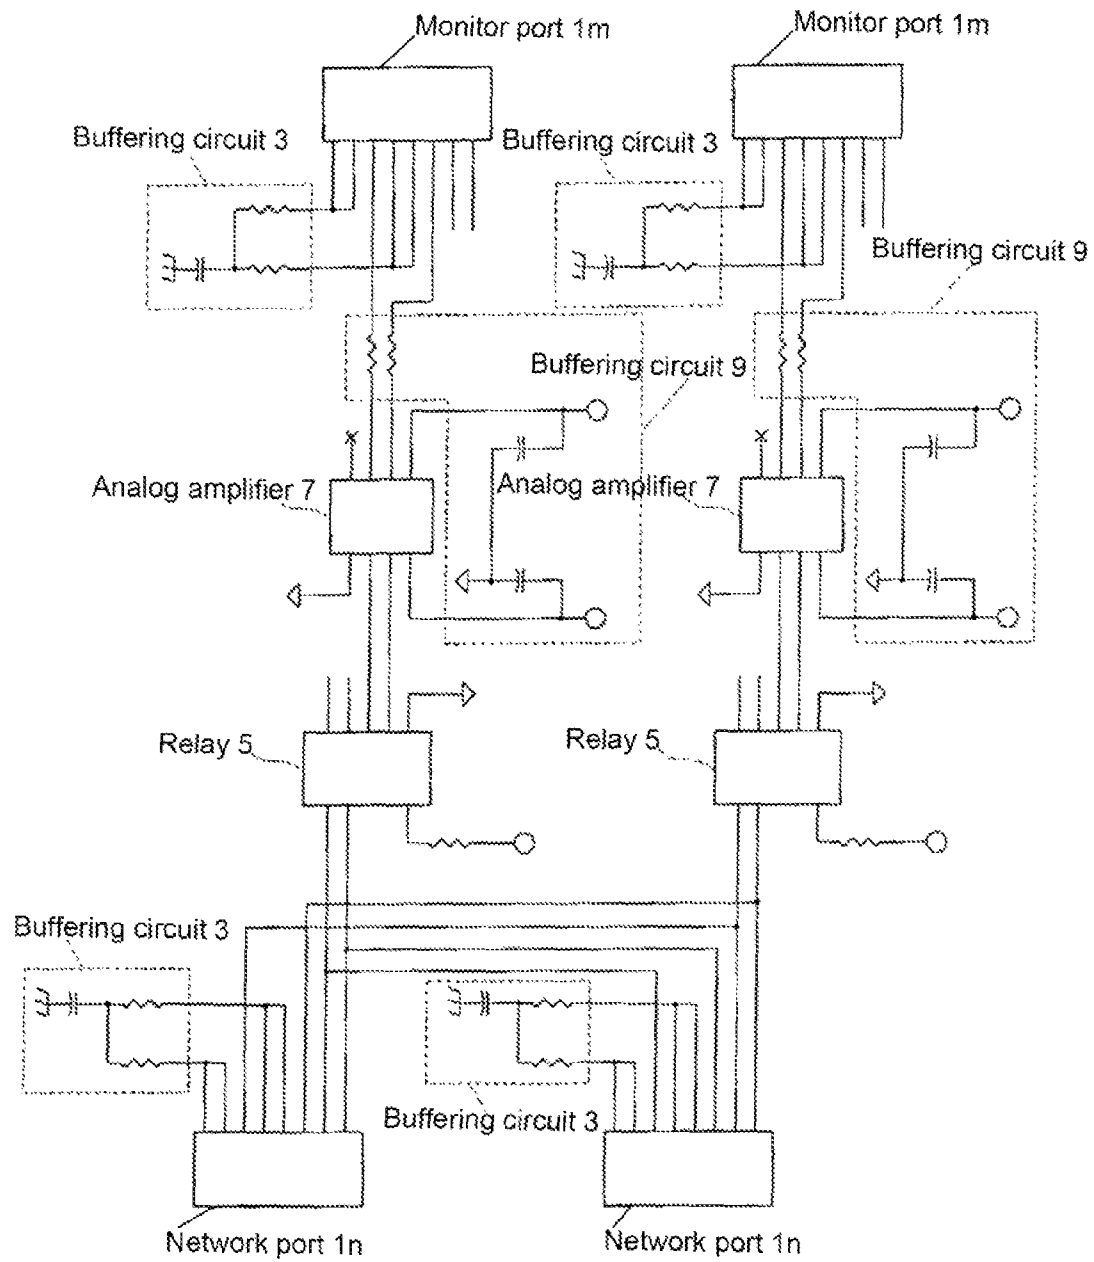 Monitor port 1m
Monitor port 1m
Buffering circuit 3
Buffering circuit 3
Buffering circuit 9
Buffering circuit 9
Analog amplifier 7
Analog amplifier 7
Relay 5
Relay 5
Buffering circuit 3
Buffering circuit 3
Network port 1n
Network port 1n